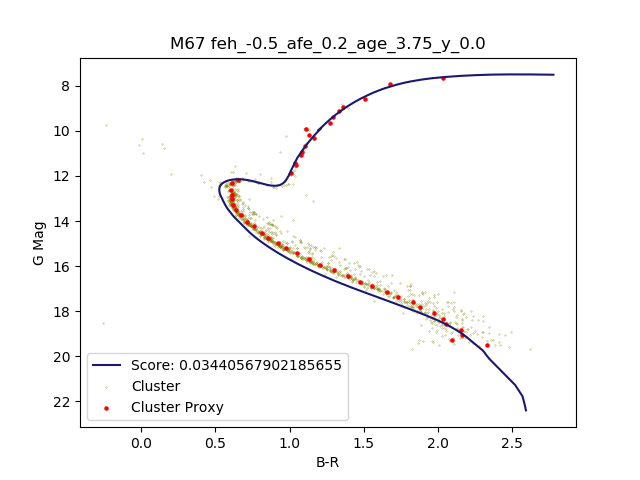 M67 feh_-0.5_afe_0.2_age_3.75_y_0.0
8
10
12
14
16
18
20
22
G Mag
Score: 0.03440567902185655
Cluster
Cluster Proxy
0.0 0.5 1.0 1.5 2.0 2.5
B-R